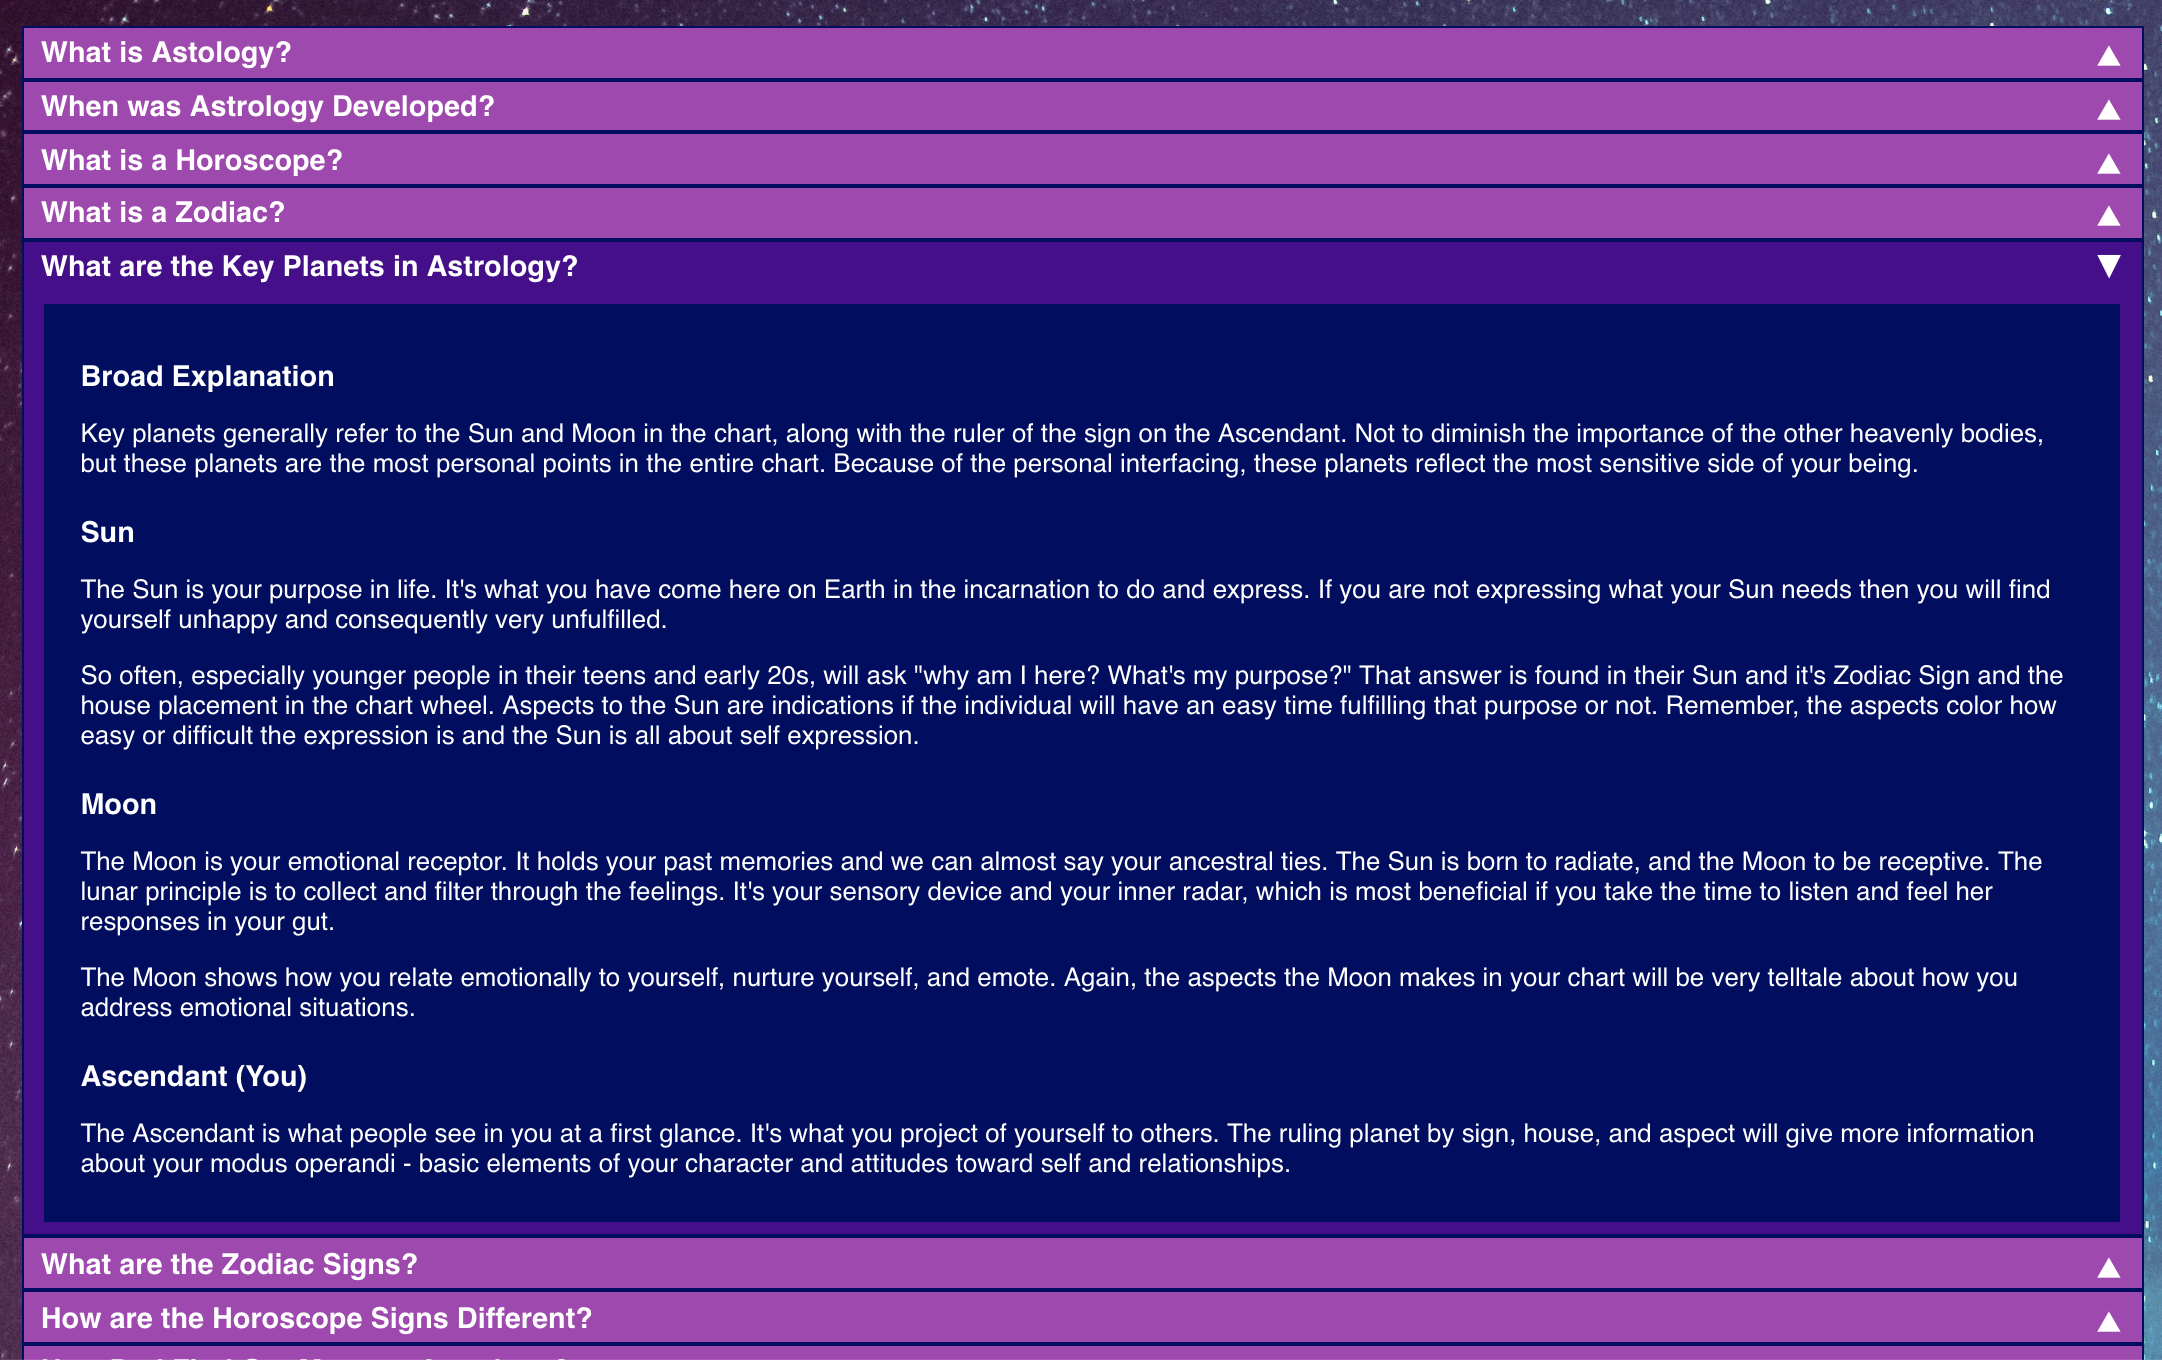 What is Astology?
When was Astrology Developed?
What is a Horoscope?
What is a Zodiac?
What are the Key Planets in Astrology?
Broad Explanation
Key planets generally refer to the Sun and Moon in the chart, along with the ruler of the sign on the Ascendant. Not to diminish the importance of the other heavenly bodies,
but these planets are the most personal points in the entire chart. Because of the personal interfacing, these planets reflect the most sensitive side of your being.
Sun
The Sun is your purpose in life. It's what you have come here on Earth in the incarnation to do and express. If you are not expressing what your Sun needs then you will find
yourself unhappy and consequently very unfulfilled.
So often, especially younger people in their teens and early 20s, will ask "why am I here? What's my purpose?" That answer is found in their Sun and it's Zodiac Sign and the
house placement in the chart wheel. Aspects to the Sun are indications if the individual will have an easy time fulfilling that purpose or not. Remember, the aspects color how
easy or difficult the expression is and the Sun is all about self expression.
Moon
The Moon is your emotional receptor. It holds your past memories and we can almost say your ancestral ties. The Sun is born to radiate, and the Moon to be receptive. The
lunar principle is to collect and filter through the feelings. It's your sensory device and your inner radar, which is most beneficial if you take the time to listen and feel her
responses in your gut.
The Moon shows how you relate emotionally to yourself, nurture yourself, and emote. Again, the aspects the Moon makes in your chart will be very telltale about how you
address emotional situations.
Ascendant (You)
The Ascendant is what people see in you at a first glance. It's what you project of yourself to others. The ruling planet by sign, house, and aspect will give more information
about your modus operandi - basic elements of your character and attitudes toward self and relationships.
What are the Zodiac Signs?
How are the Horoscope Signs Different?